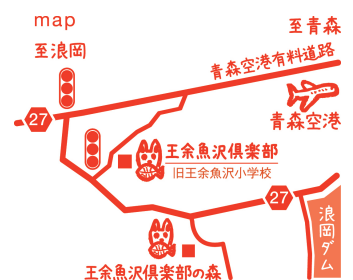 map
至青森
至浪岡
青森空港有料道路
27
青森空港
王余魚沢倶楽部
旧王余魚沢小学校
27
浪岡ダム
王余魚沢倶楽部の森